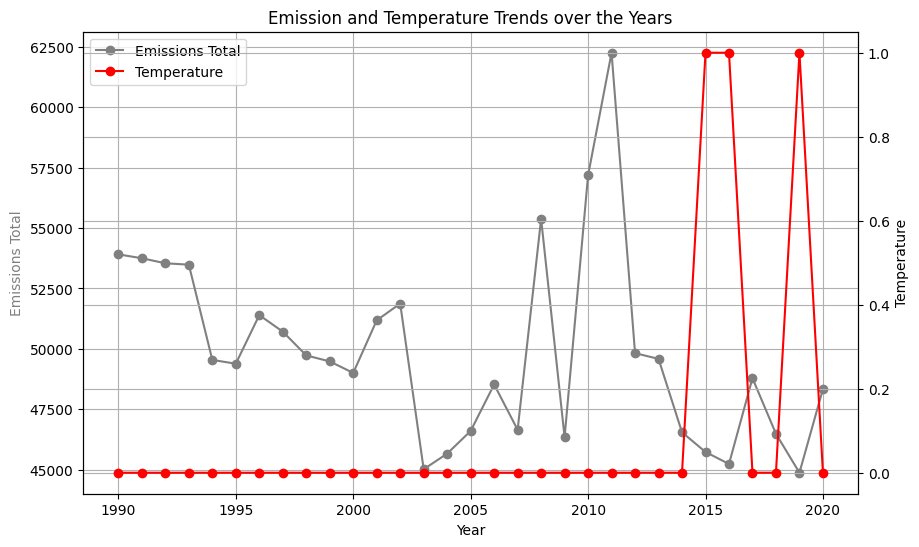 Emission and Temperature Trends over the Years
Emissions Total
Temperature
62500
60000
57500
55000
52500
50000
47500
45000
Emissions Total
1.0
0.8
0.6
0.4
0.2
0.0
Temperature
1990 1995 2000 2005 2010 2015 2020
Year